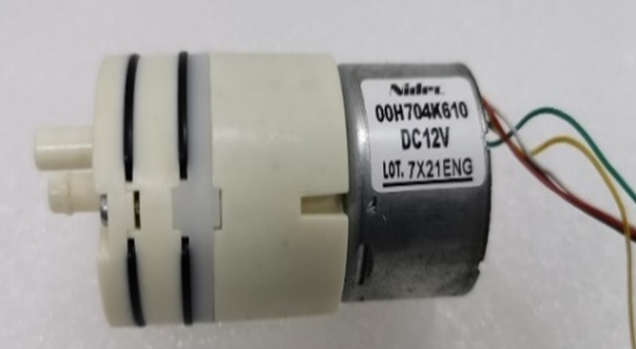 Nidec
00H704K610
DC12V
LOT. 7X21ENG